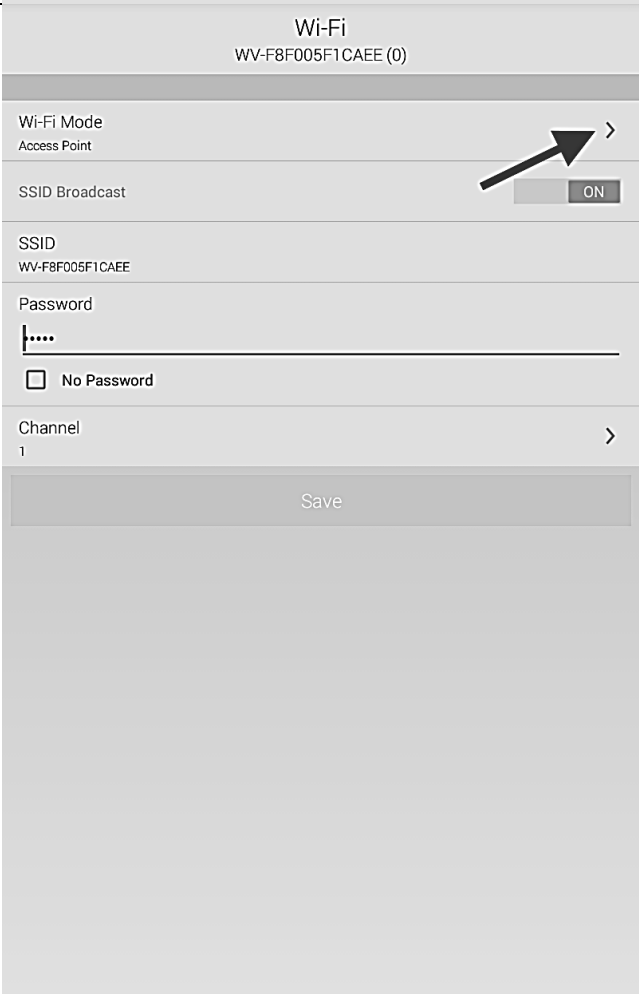 Wi-Fi
WV-F8F005F1CAEE (0)
Wi-Fi Mode
Access Point
SSID Broadcast
ON
SSID
WV-F8F005F1CAEE
Password
•••••
No Password
Channel
1
Save